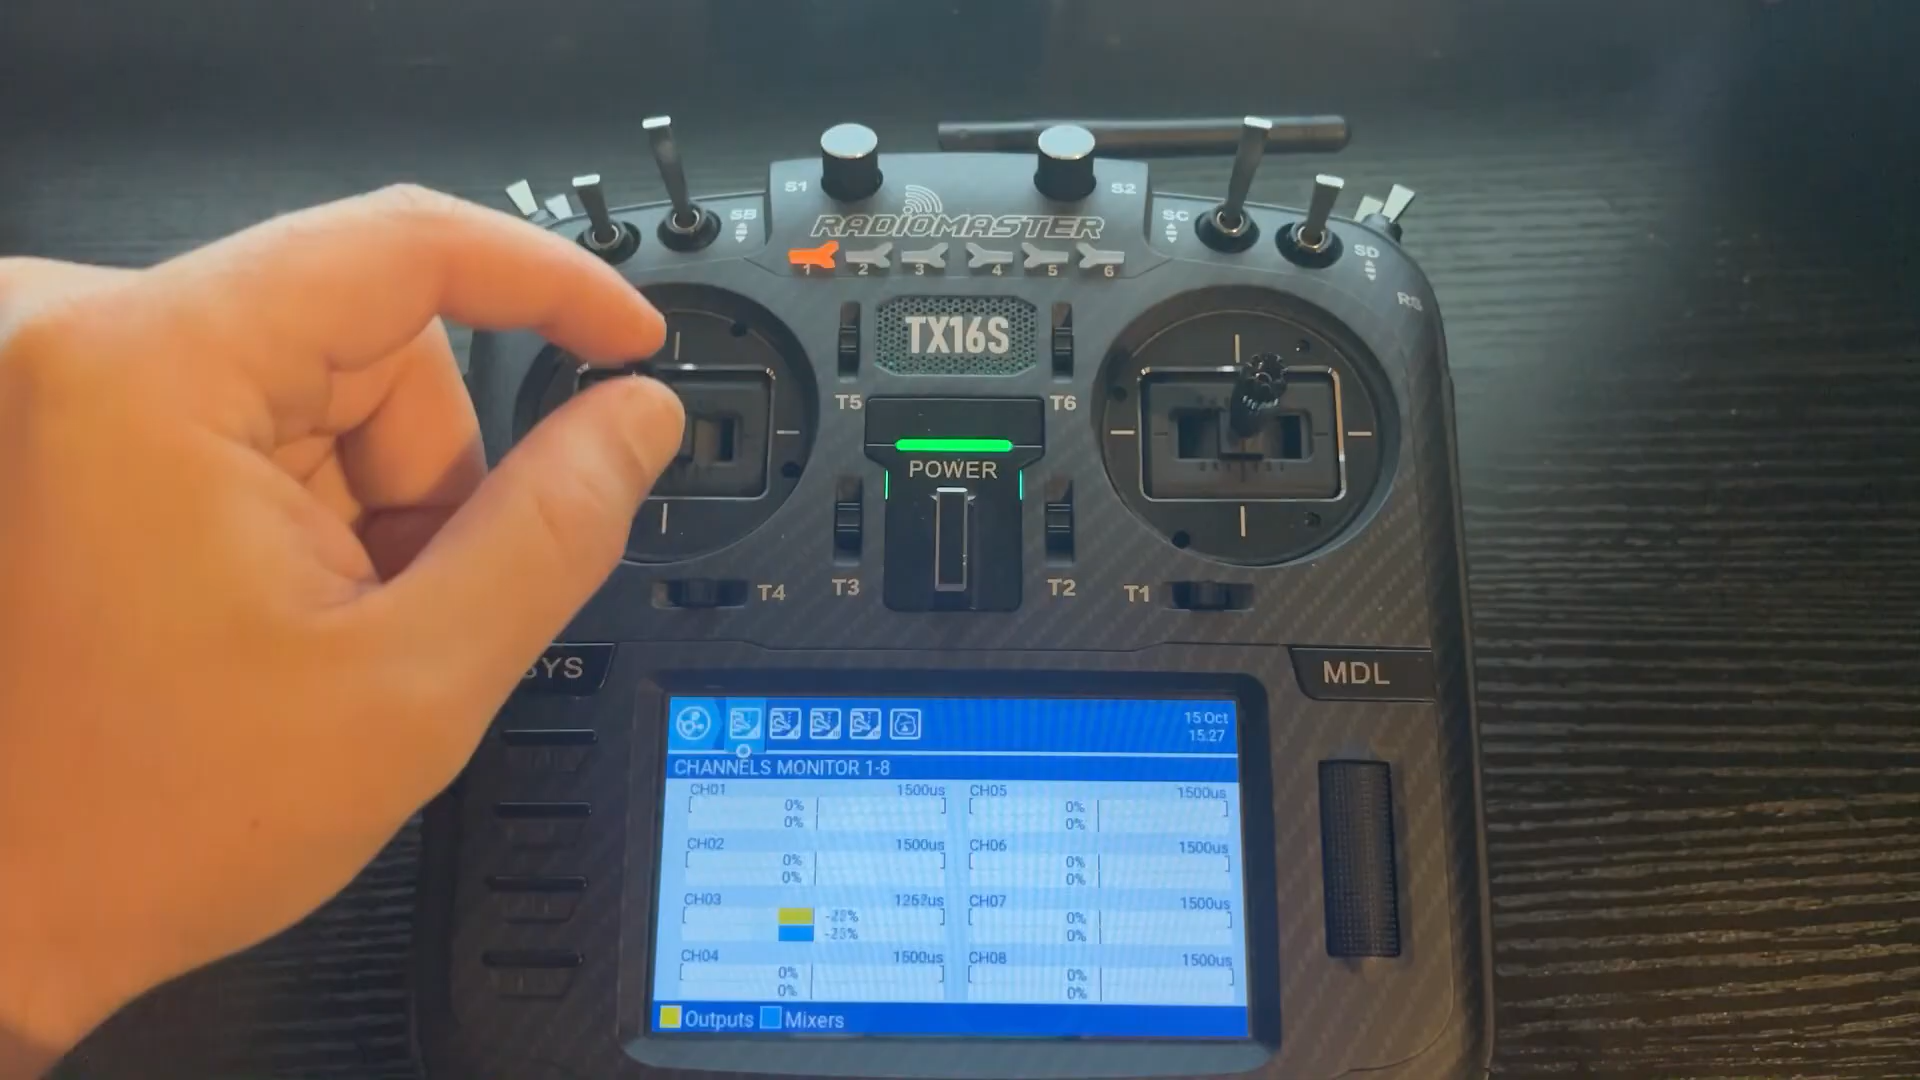 S1
S2
SB
SC
RADIOMASTER
SD
1 2 3 4 5 6
TX16S
T5
T6
POWER
T4
T3
T2
T1
SYS
MDL
15 Oct
15:27
CHANNELS MONITOR 1-8
CH01 1500us
0%
0%
CH05 1500us
0%
0%
CH02 1500us
0%
0%
CH06 1500us
0%
0%
CH03
CH07 1500us
0%
0%
CH04 1500us
0%
0%
CH08 1500us
0%
0%
Outputs Mixers